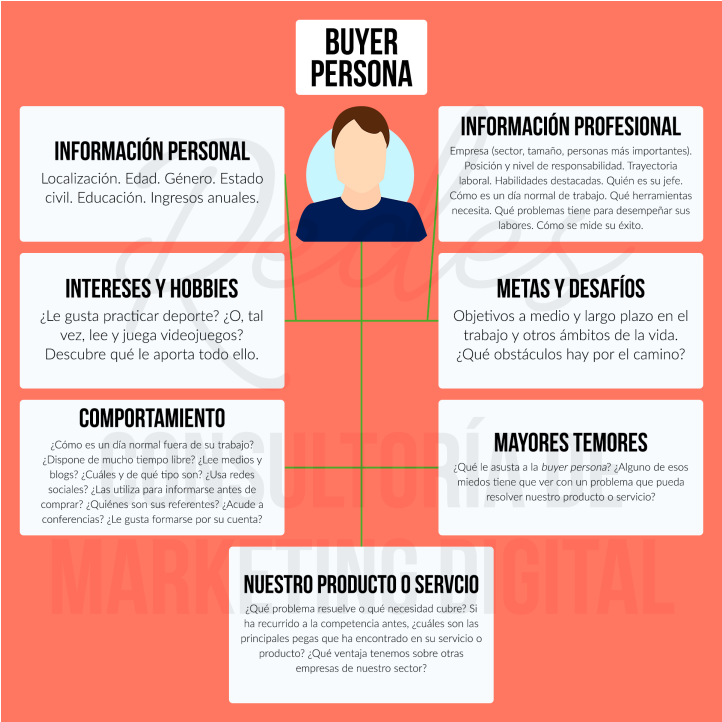 BUYER
PERSONA
INFORMACIÓN PERSONAL
Localización. Edad. Género. Estado
civil. Educación. Ingresos anuales.
INFORMACIÓN PROFESIONAL
Empresa (sector, tamaño, personas más importantes).
Posición y nivel de responsabilidad. Trayectoria
laboral. Habilidades destacadas. Quién es su jefe.
Cómo es un día normal de trabajo. Qué herramientas
necesita. Qué problemas tiene para desempeñar sus
labores. Cómo se mide su éxito.
INTERESES Y HOBBIES
¿Le gusta practicar deporte? ¿O, tal
vez, lee y juega videojuegos?
Descubre qué le aporta todo ello.
METAS Y DESAFÍOS
Objetivos a medio y largo plazo en el
trabajo y otros ámbitos de la vida.
¿Qué obstáculos hay por el camino?
COMPORTAMIENTO
¿Cómo es un día normal fuera de su trabajo?
¿Dispone de mucho tiempo libre? ¿Lee medios y
blogs? ¿Cuáles y de qué tipo son? ¿Usa redes
sociales? ¿Las utiliza para informarse antes de
comprar? ¿Quiénes son sus referentes? ¿Acude a
conferencias? ¿Le gusta formarse por su cuenta?
MAYORES TEMORES
¿Qué le asusta a la buyer persona? ¿Alguno de esos
miedos tiene que ver con un problema que pueda
resolver nuestro producto o servicio?
NUESTRO PRODUCTO O SERVCIO
¿Qué problema resuelve o qué necesidad cubre? Si
ha recurrido a la competencia antes, ¿cuáles son las
principales pegas que ha encontrado en su servicio o
producto? ¿Qué ventaja tenemos sobre otras
empresas de nuestro sector?
Redes
CONSULTORÍA DE
MARKETING DIGITAL